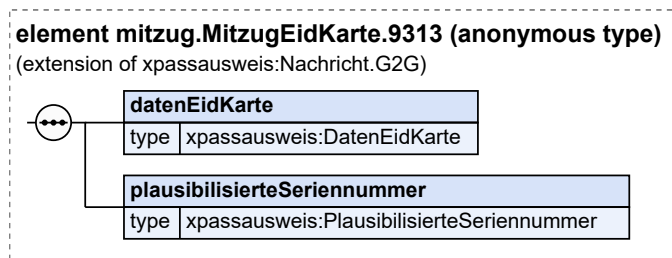 element mitzug.MitzugEidKarte.9313 (anonymous type)
(extension of xpassausweis:Nachricht.G2G)
datenEidKarte
type xpassausweis:DatenEidKarte
plausibilisierteSeriennummer
type xpassausweis:PlausibilisierteSeriennummer